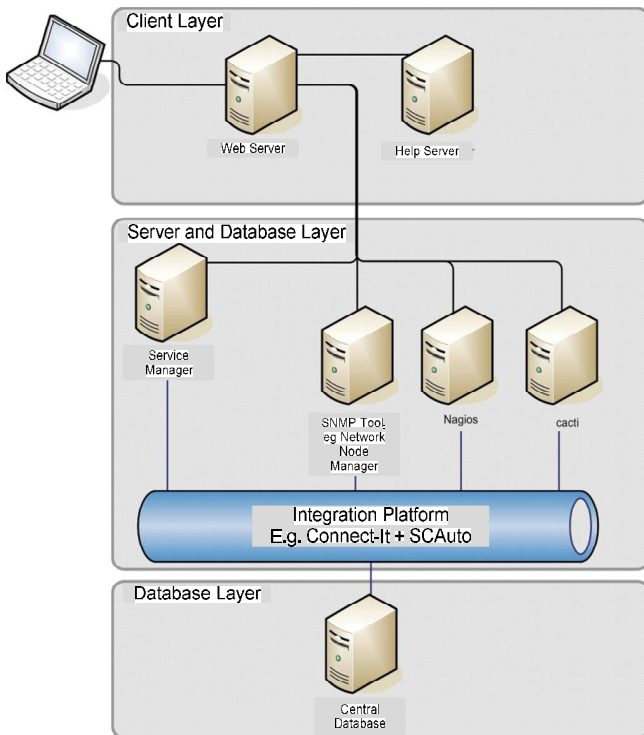 Client Layer
Web Server
Help Server
Server and Database Layer
Service
Manager
SNMP Tool,
eg Network
Node
Manager
Nagios
cacti
Integration Platform
E.g. Connect-It + SCAuto
Database Layer
Central
Database